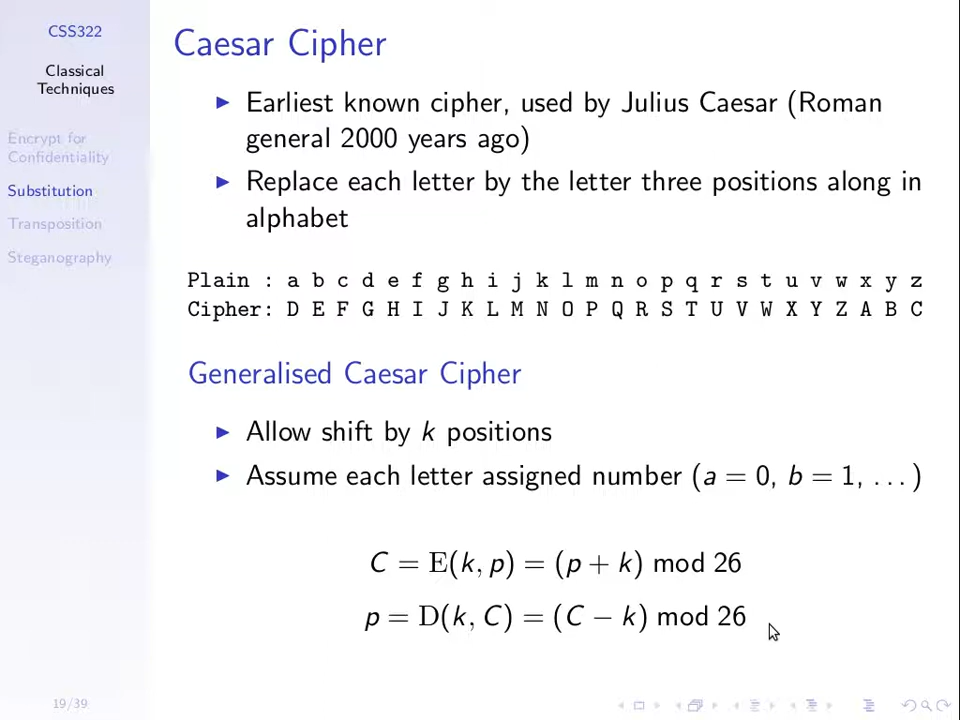 CSS322
Classical
Techniques
Encrypt for
Confidentiality
Substitution
Transposition
Steganography
Caesar Cipher
Earliest known cipher, used by Julius Caesar (Roman
general 2000 years ago)
Replace each letter by the letter three positions along in
alphabet
Plain : a b c d e f g h i j k l m n o p q r s t u v w x y z
Cipher: D E F G H I J K L M N O P Q R S T U V W X Y Z A B C
Generalised Caesar Cipher
Allow shift by k positions
Assume each letter assigned number (a = 0, b = 1, . . . )
C = E(k, p) = (p + k) mod 26
p = D(k, C) = (C − k) mod 26
19/39